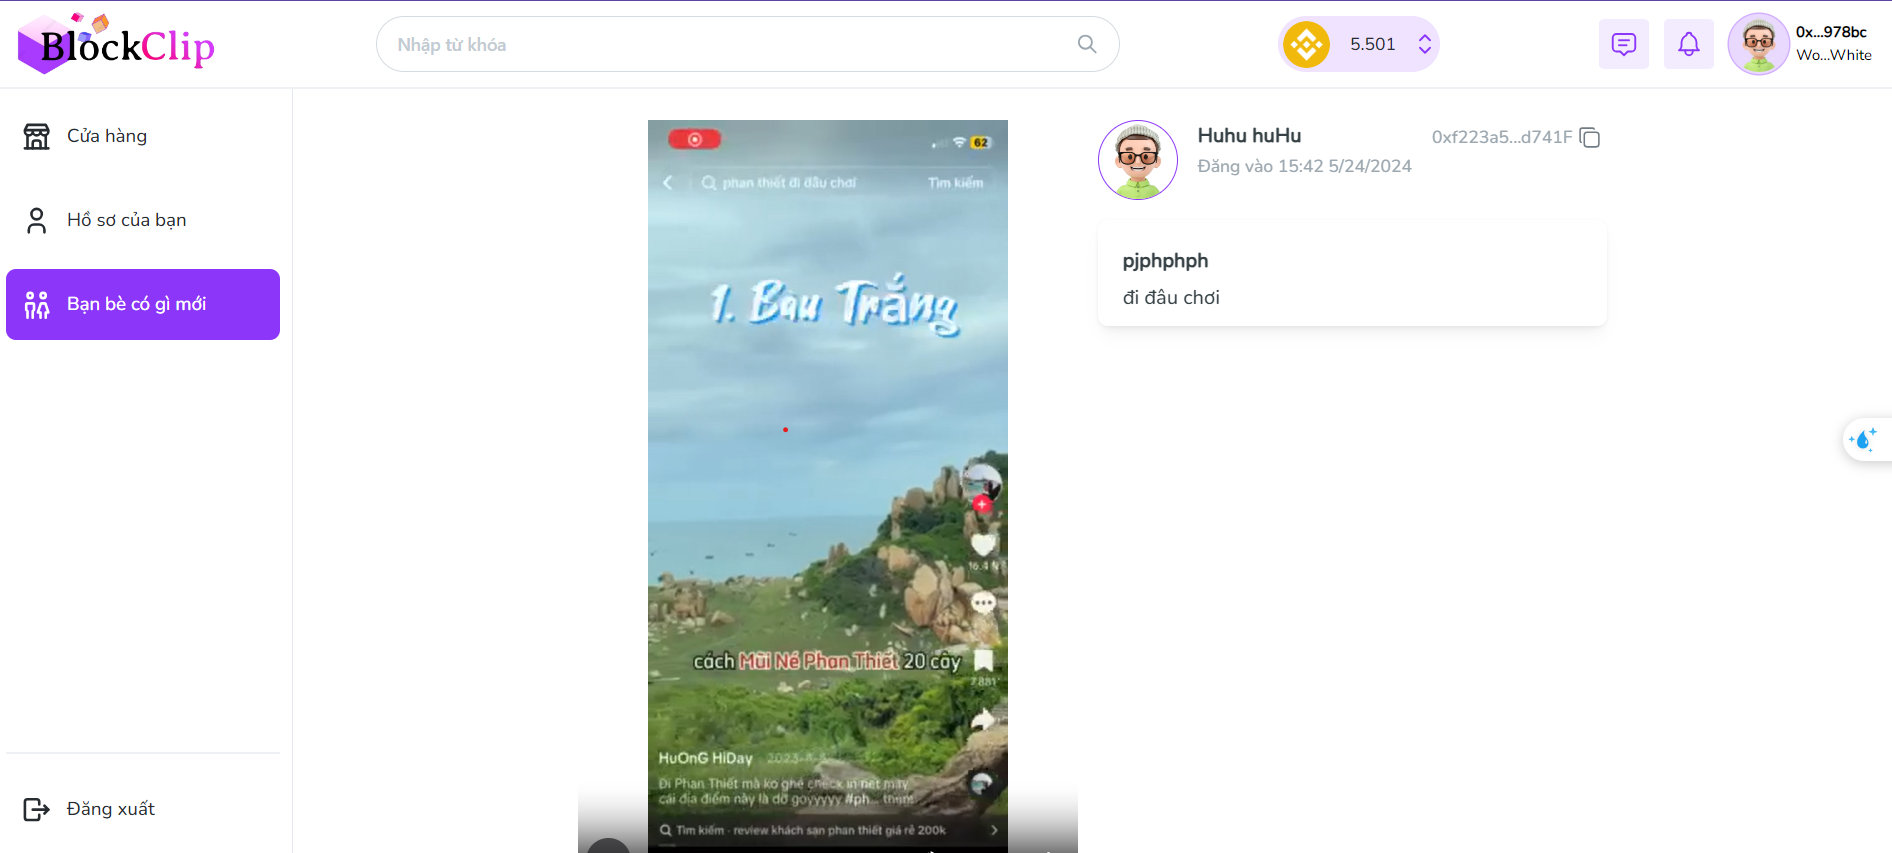 BlockClip
Nhập từ khóa
5.501
0x...978bc
Wo...White
Cửa hàng
Hồ sơ của bạn
Bạn bè có gì mới
Đăng xuất
62
phan thiết đi đâu chơi
Tìm kiếm
1. Bàu Trắng
16.4 N
cách Mũi Né Phan Thiết 20 cây
7.881
HuOnG HiDay
Đi Phan Thiết mà ko ghé check in hết mấy
cái địa điểm này là dở goyyyyy #ph... thêm
Tìm kiếm · review khách sạn phan thiết giá rẻ 200k
Huhu huHu
0xf223a5...d741F
Đăng vào 15:42 5/24/2024
pjphphph
đi đâu chơi